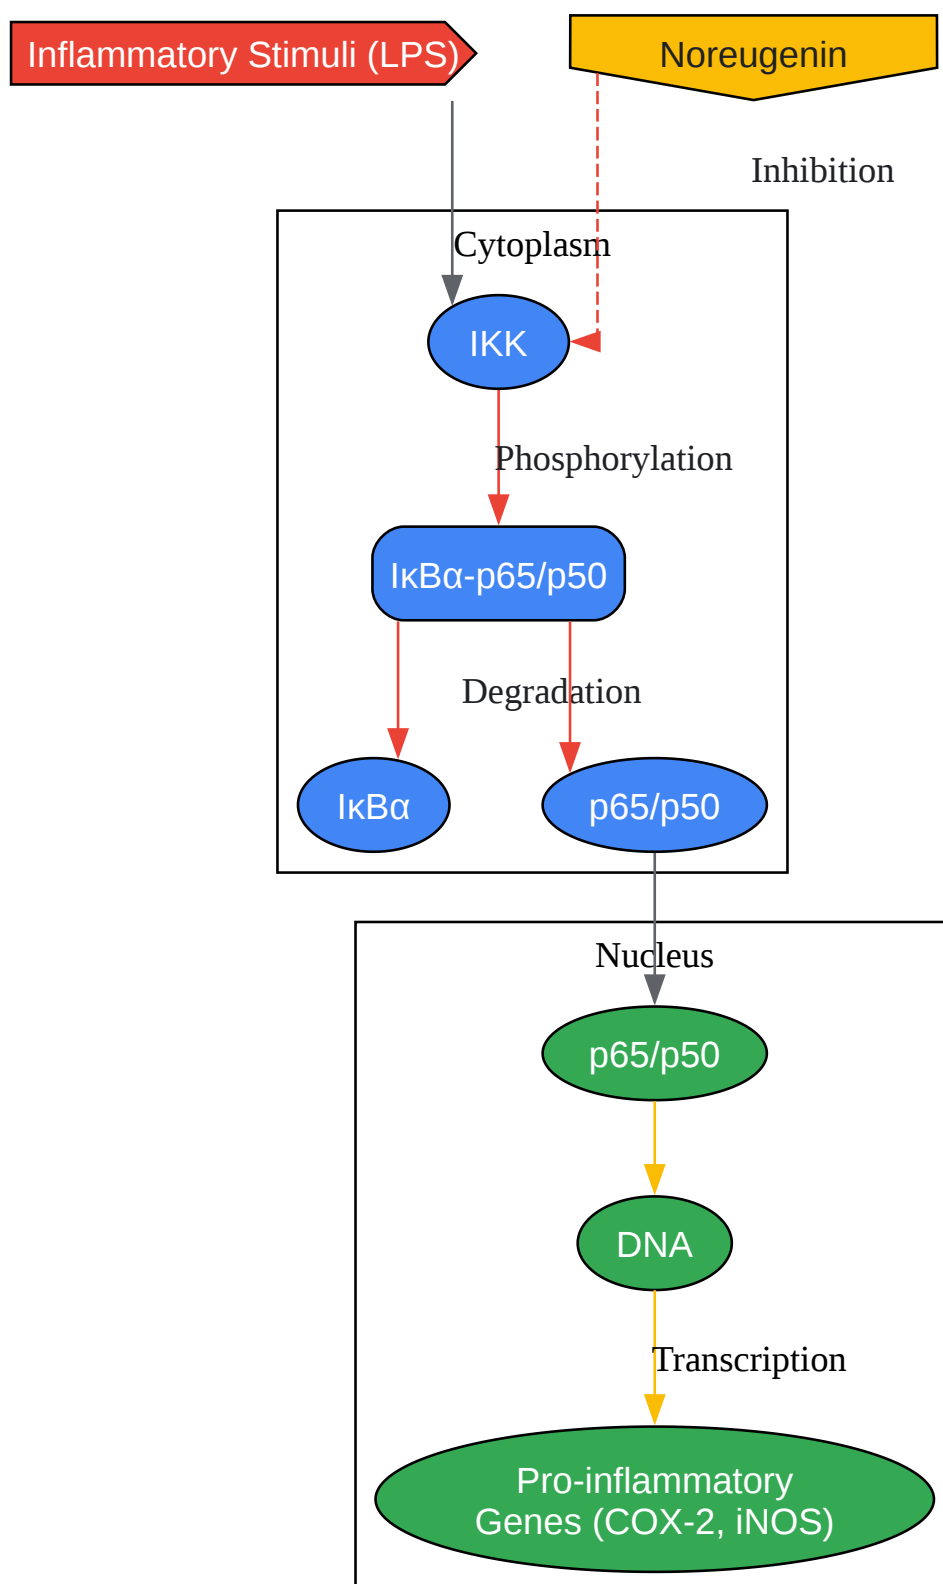 Inflammatory Stimuli (LPS)
Noreugenin
Inhibition
Cytoplasm
IKK
Phosphorylation
IκBα-p65/p50
Degradation
IκBα
p65/p50
Nucleus
p65/p50
DNA
Transcription
Pro-inflammatory
Genes (COX-2, iNOS)